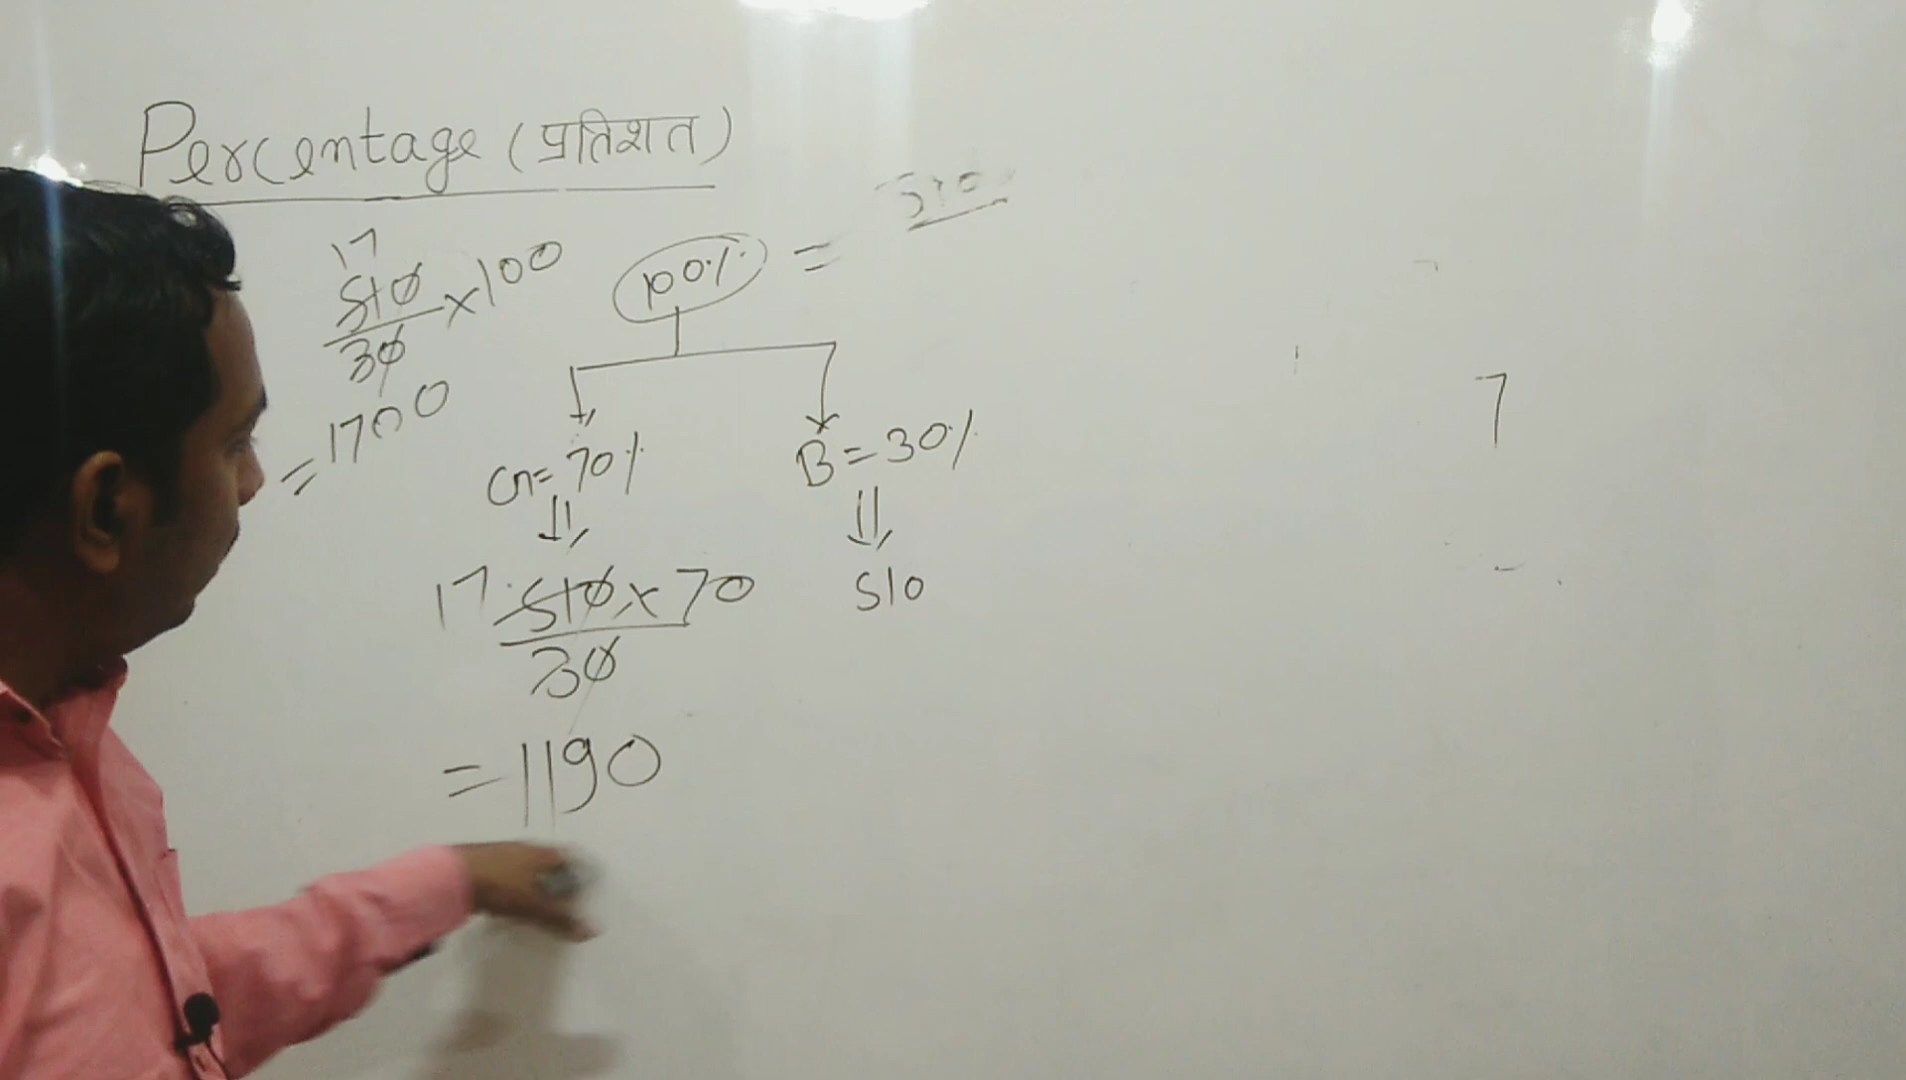 Percentage (प्रतिशत)
17
510/30 × 100
= 1700
100% = 510
G = 70%
B = 30%
17 510 × 70 / 30
510
= 1190
7